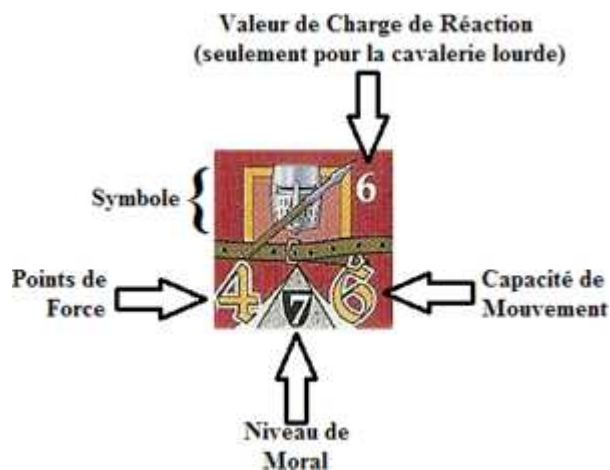 Valeur de Charge de Réaction
(seulement pour la cavalerie lourde)
6
Symbole
Points de
Force
4
7
6
Capacité de
Mouvement
Niveau de
Moral